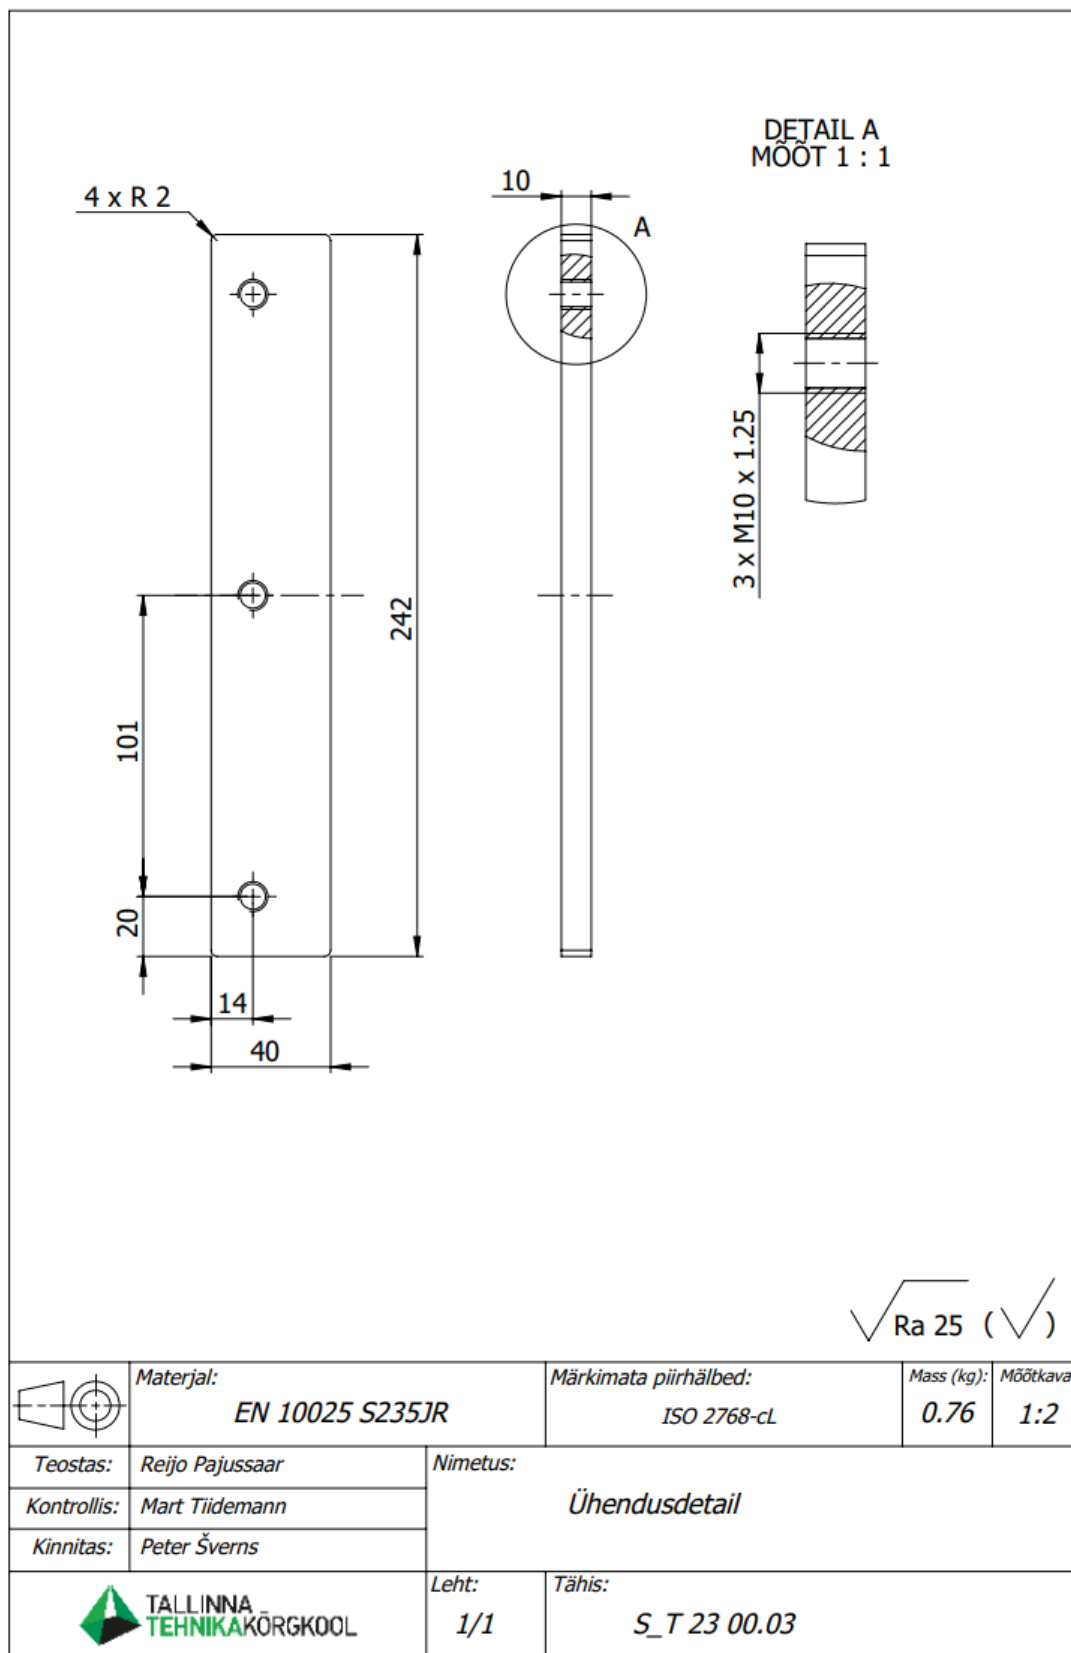 DETAIL A
MÕÕT 1 : 1
4 x R 2
10
A
3 x M10 x 1.25
242
101
20
14
40
Ra 25 ( )
Materjal:
EN 10025 S235JR
Märkimata piirhälbed:
ISO 2768-cL
Mass (kg):
0.76
Mõõtkava
1:2
Teostas: Reijo Pajussaar
Kontrollis: Mart Tiidemann
Kinnitas: Peter Šverns
Nimetus:
Ühendusdetail
TALLINNA
TEHNIKAKÕRGKOOL
Leht:
1/1
Tähis:
S_T 23 00.03